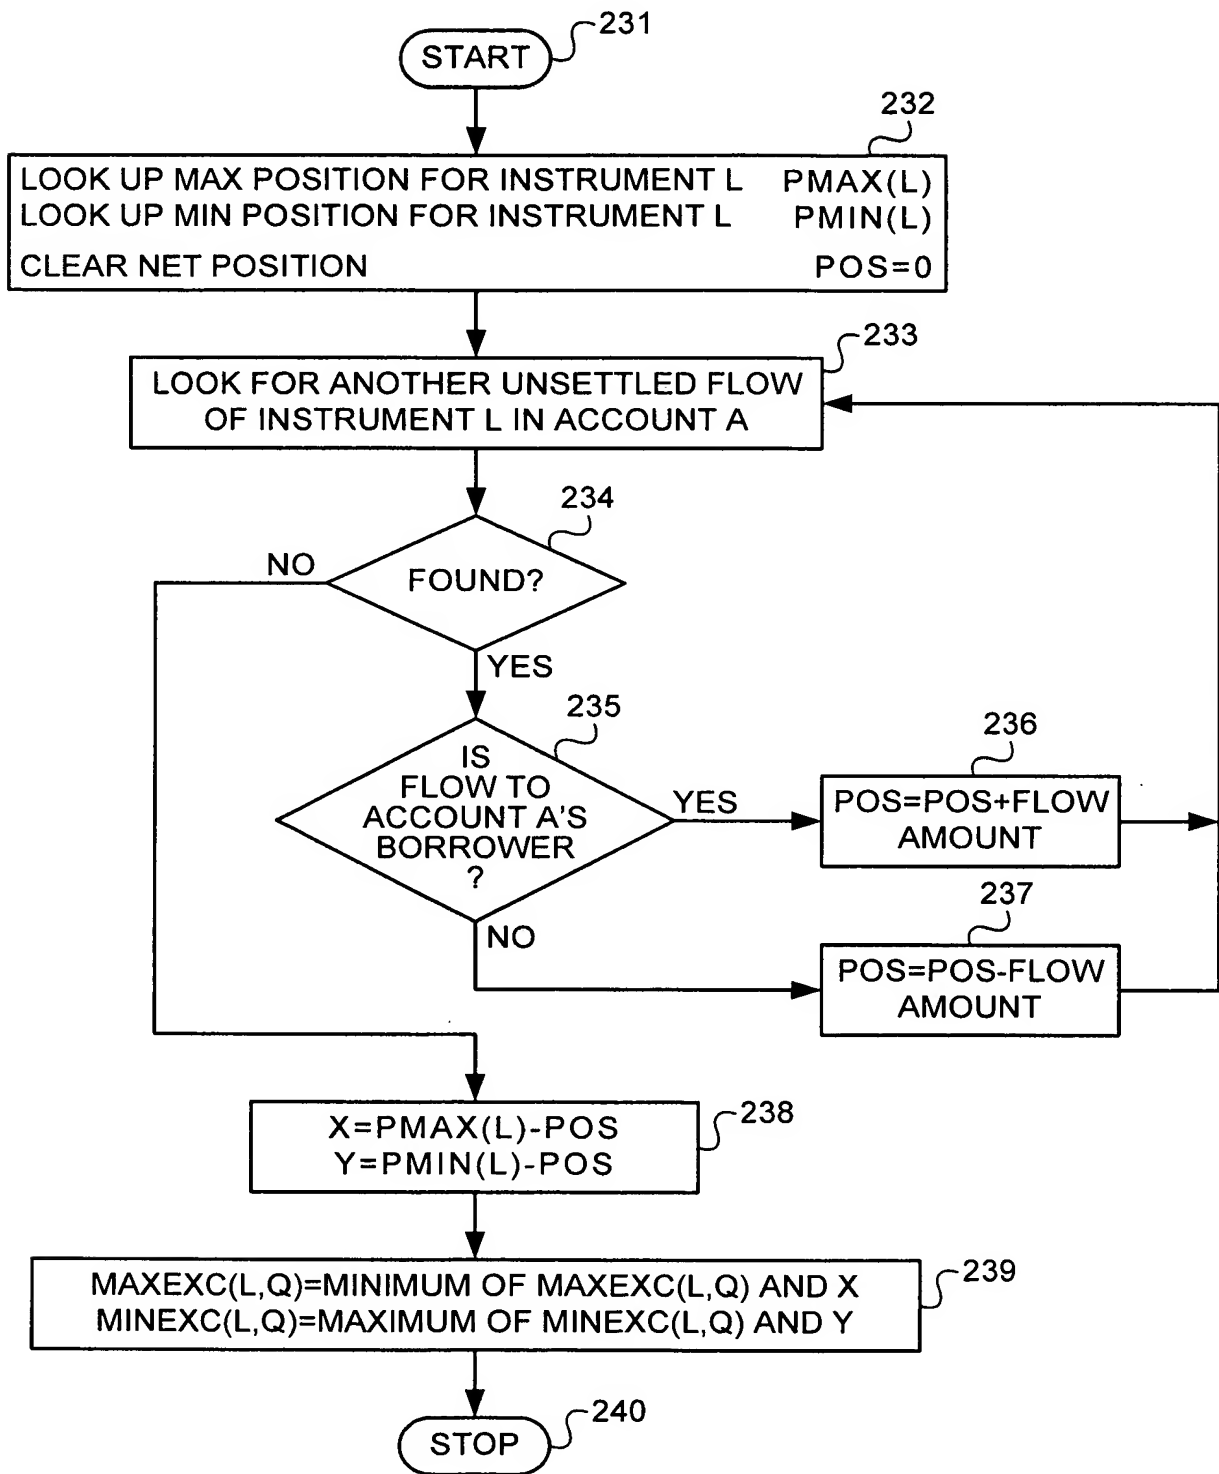 231
START
232
LOOK UP MAX POSITION FOR INSTRUMENT L PMAX(L)
LOOK UP MIN POSITION FOR INSTRUMENT L PMIN(L)
CLEAR NET POSITION POS=0
233
LOOK FOR ANOTHER UNSETTLED FLOW
OF INSTRUMENT L IN ACCOUNT A
234
NO
FOUND?
YES
235
IS
FLOW TO
ACCOUNT A'S
BORROWER
?
YES
236
POS=POS+FLOW
AMOUNT
NO
237
POS=POS-FLOW
AMOUNT
238
X=PMAX(L)-POS
Y=PMIN(L)-POS
239
MAXEXC(L,Q)=MINIMUM OF MAXEXC(L,Q) AND X
MINEXC(L,Q)=MAXIMUM OF MINEXC(L,Q) AND Y
240
STOP